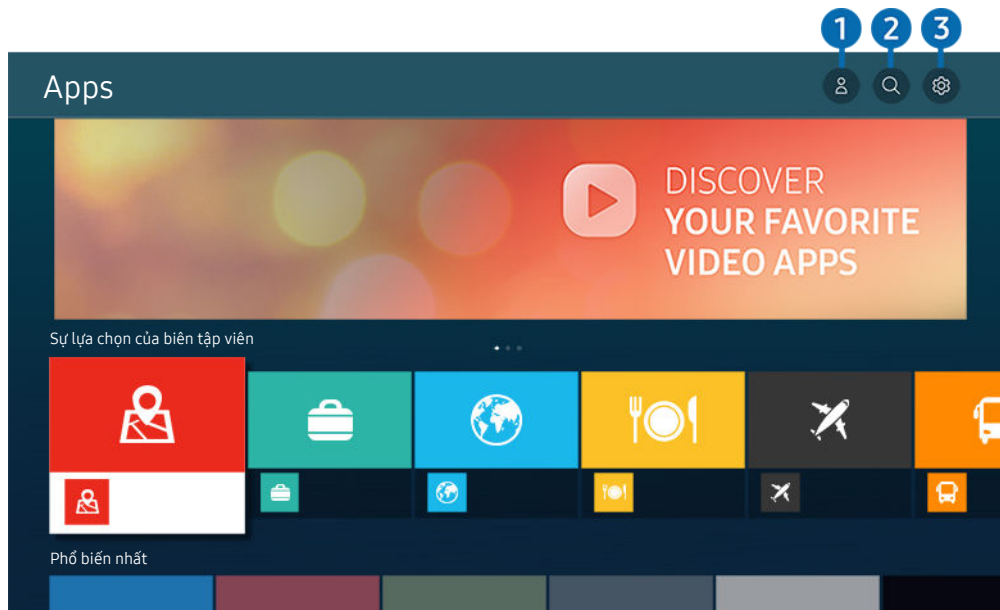 1 2 3
Apps
DISCOVER
YOUR FAVORITE
VIDEO APPS
Sự lựa chọn của biên tập viên
Phổ biến nhất